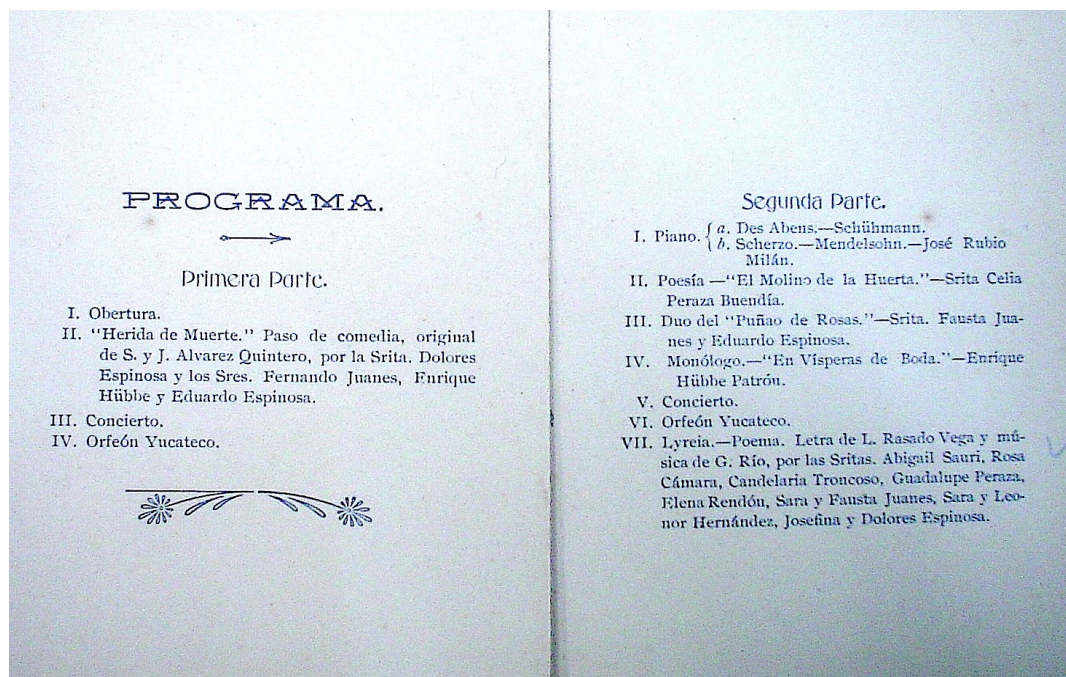 PROGRAMA.
Primera Parte.
I. Obertura.
II. "Herida de Muerte." Paso de comedia, original
de S. y J. Alvarez Quintero, por la Srita. Dolores
Espinosa y los Sres. Fernando Juanes, Enrique
Hübbe y Eduardo Espinosa.
III. Concierto.
IV. Orfeón Yucateco.
Segunda Parte.
I. Piano. { a. Des Abens.—Schühmann.
b. Scherzo.—Mendelsohn.—José Rubio
Milán.
II. Poesía —"El Molino de la Huerta."—Srita Celia
Peraza Buendía.
III. Duo del "Puñao de Rosas."—Srita. Fausta Jua-
nes y Eduardo Espinosa.
IV. Monólogo.—"En Vísperas de Boda."—Enrique
Hübbe Patrón.
V. Concierto.
VI. Orfeón Yucateco.
VII. Lyreia.—Poema. Letra de L. Rasado Vega y mú-
sica de G. Río, por las Sritas. Abigail Sauri, Rosa
Cámara, Candelaria Troncoso, Guadalupe Peraza,
Elena Rendón, Sara y Fausta Juanes, Sara y Leo-
nor Hernández, Josefina y Dolores Espinosa.